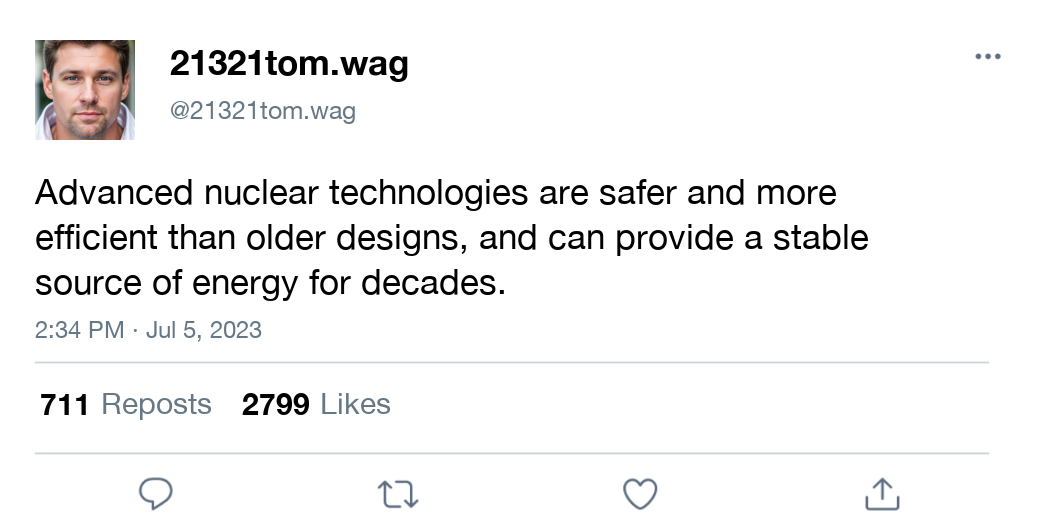 21321tom.wag
@21321tom.wag
Advanced nuclear technologies are safer and more
efficient than older designs, and can provide a stable
source of energy for decades.
2:34 PM · Jul 5, 2023
711 Reposts 2799 Likes